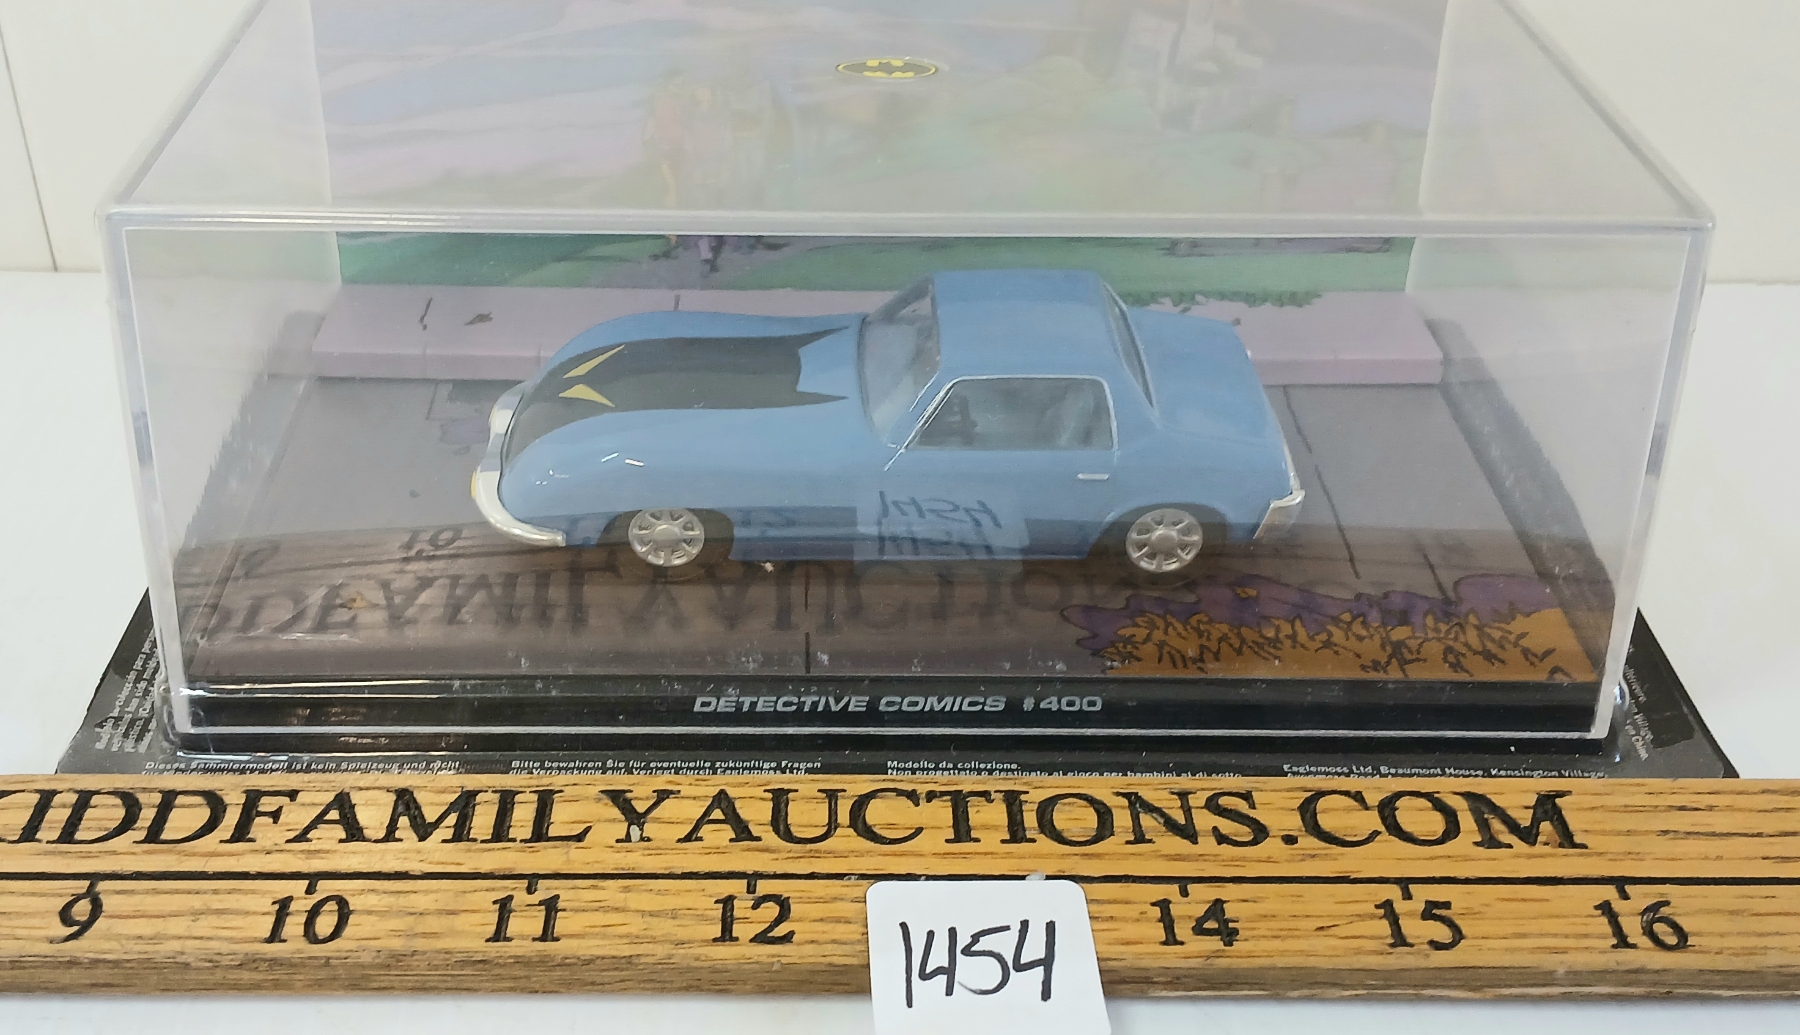 DETECTIVE COMICS #400
Dieses Sammlermodell ist kein Spielzeug und nicht
Bitte bewahren Sie für eventuelle zukünftige Fragen
die Verpackung auf. Verlegt durch Eaglemoss Ltd.
Modello da collezione.
Non progettato o destinato al gioco per bambini al di sotto
Eaglemoss Ltd, Beaumont House, Kensington Village,
KIDDFAMILYAUCTIONS.COM
9 10 11 12 14 15 16
1454